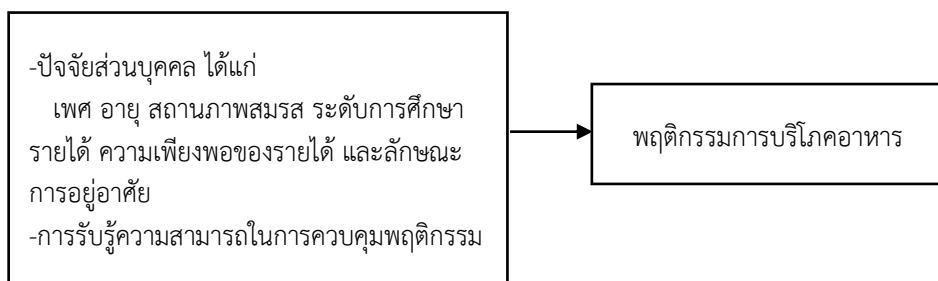 -ปัจจัยส่วนบุคคล ได้แก่
เพศ อายุ สถานภาพสมรส ระดับการศึกษา
รายได้ ความเพียงพอของรายได้ และลักษณะ
การอยู่อาศัย
-การรับรู้ความสามารถในการควบคุมพฤติกรรม
พฤติกรรมการบริโภคอาหาร